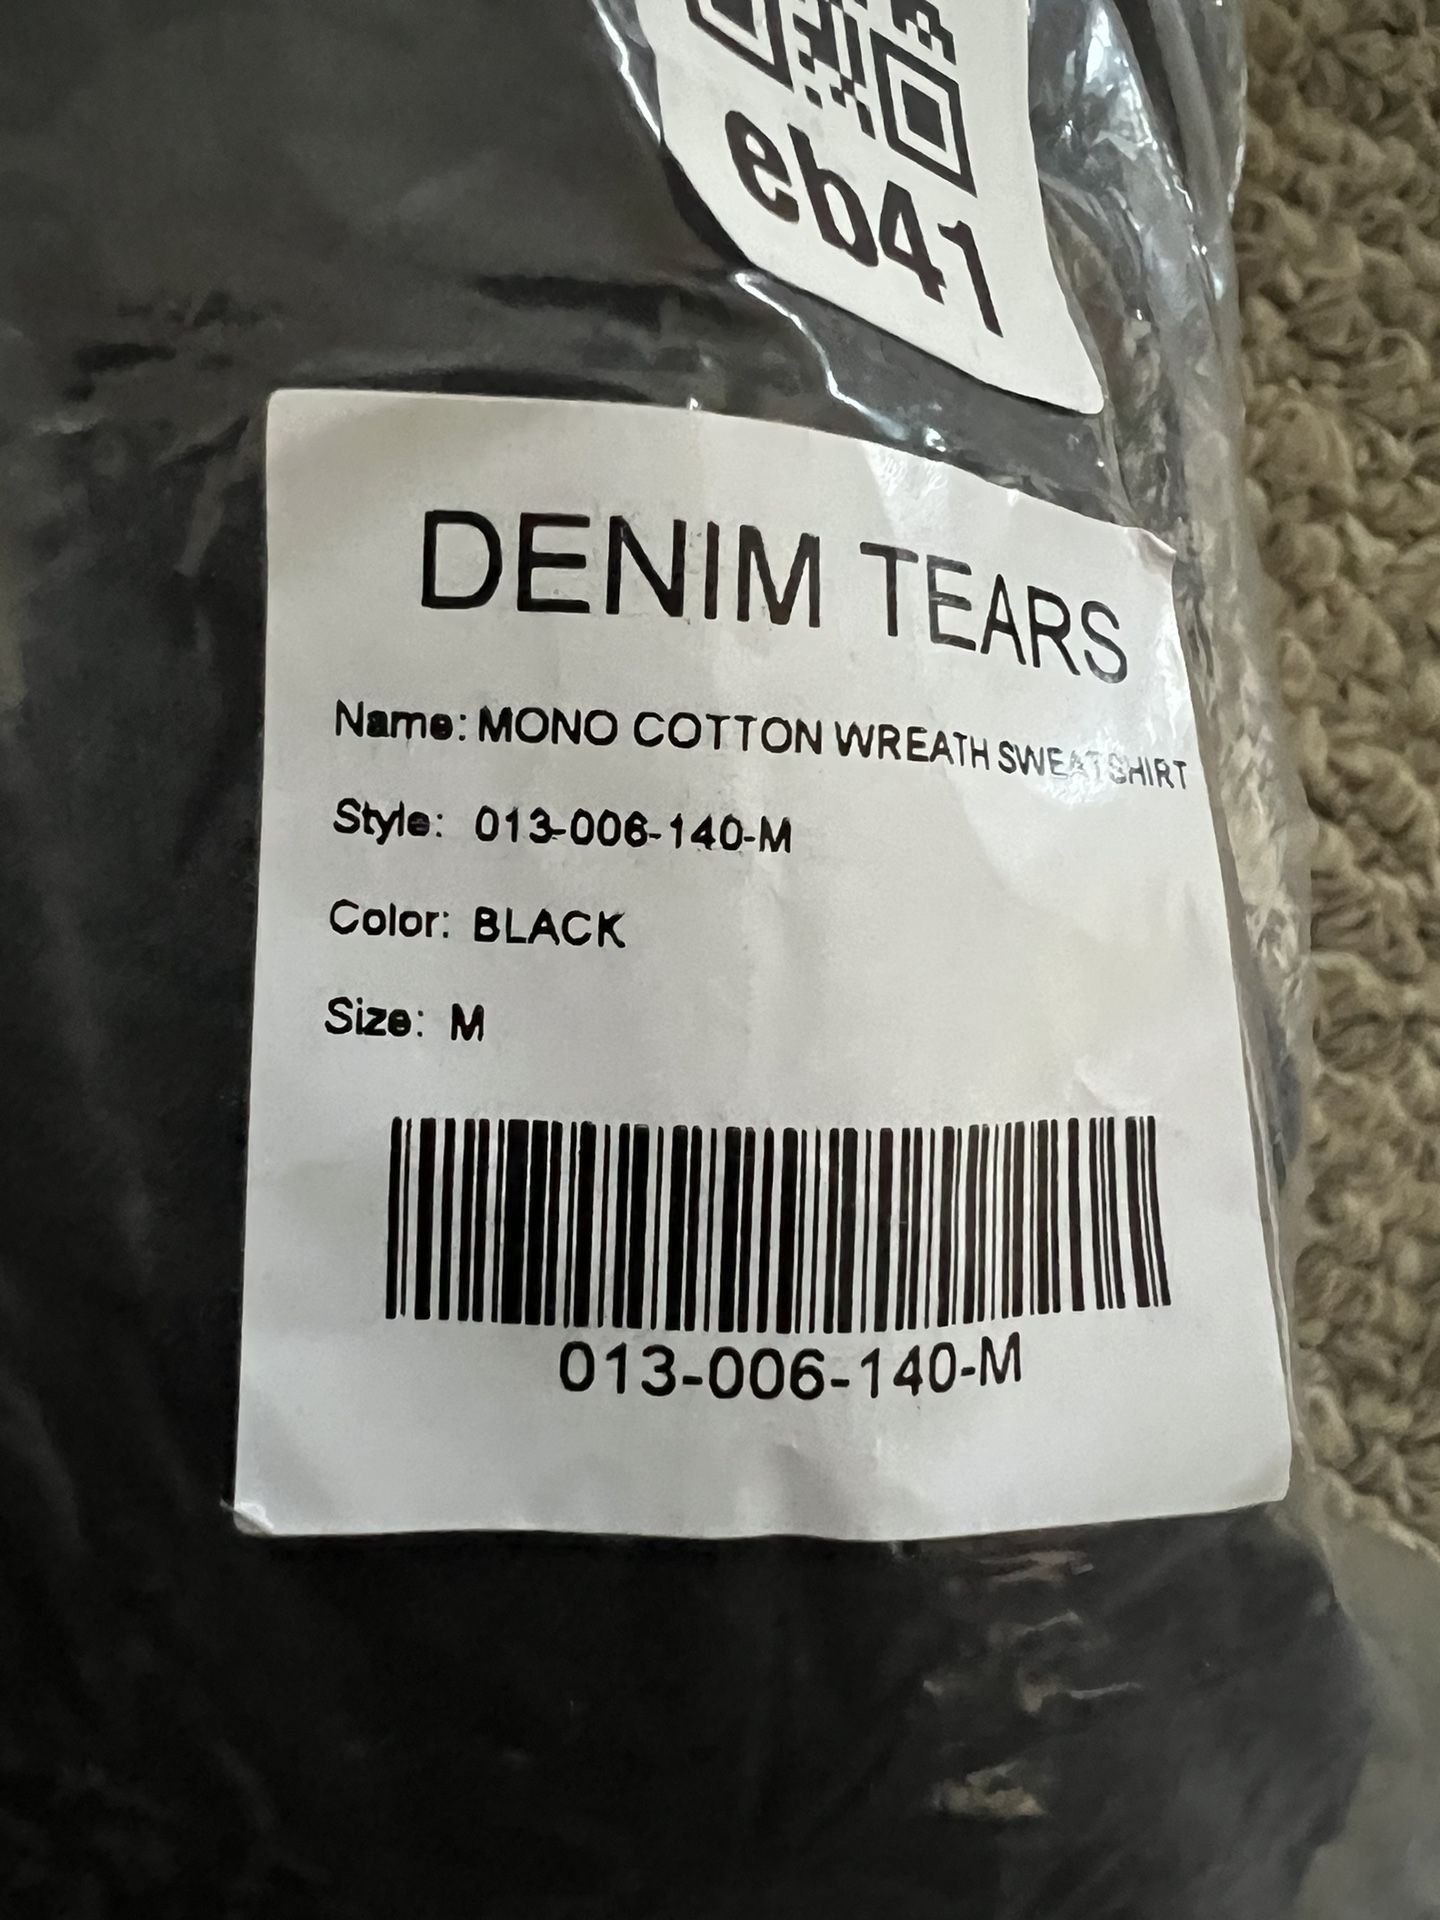 eb41
DENIM TEARS
Name: MONO COTTON WREATH SWEATSHIRT
Style: 013-006-140-M
Color: BLACK
Size: M
013-006-140-M